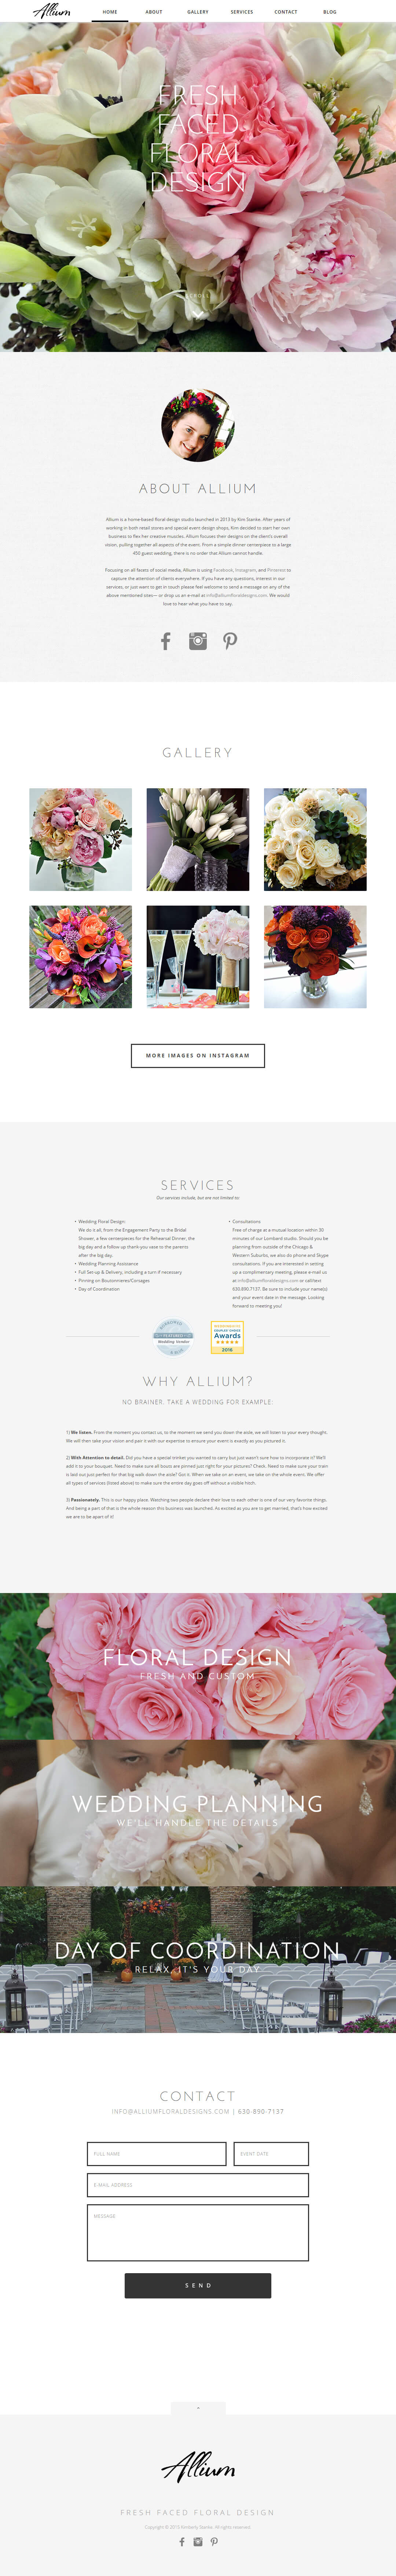 Allium
HOME
ABOUT
GALLERY
SERVICES
CONTACT
BLOG
FRESH
FACED
FLORAL
DESIGN
SCROLL
ABOUT ALLIUM
Allium is a home-based floral design studio launched in 2013 by Kimi Stanke. After years of
working in both retail stores and special event design shops, Kim decided to start her own
business to flex her creative muscles. Allium focuses their designs on the client's overall
vision, pulling together all aspects of the event. From a simple dinner centerpiece to a large
450 guest wedding, there is no order that Allium cannot handle.
Focusing on all facets of social media, Allium is using Facebook, Instagram, and Pinterest to
capture the attention of clients everywhere. If you have any questions, interest in our
services, or just want to get in touch please feel welcome to send a message on any of the
above mentioned sites— or drop us an e-mail at info@alliumfloraldesigns.com. We would
love to hear what you have to say.
GALLERY
MORE IMAGES ON INSTAGRAM
SERVICES
Our services include, but are not limited to:
• Wedding Floral Design:
We do it all, from the Engagement Party to the Bridal
Shower, a few centerpieces for the Rehearsal Dinner, the
big day and a follow up thank-you vase to the parents
after the big day.
• Wedding Planning Assistance
• Full Set-up & Delivery, including a turn if necessary
• Pinning on Boutonnieres/Corsages
• Day of Coordination
• Consultations
Free of charge at a mutual location within 30
minutes of our Lombard studio. Should you be
planning from outside of the Chicago &
Western Suburbs, we also do phone and Skype
consultations. If you are interested in setting
up a complimentary meeting, please e-mail us
at info@alliumfloraldesigns.com or call/text
630.890.7137. Be sure to include your name(s)
and your event date in the message. Looking
forward to meeting you!
FEATURED
Wedding Vendor
Awards
2016
WHY ALLIUM?
NO BRAINER. TAKE A WEDDING FOR EXAMPLE:
1) We listen. From the moment you contact us, to the moment we send you down the aisle, we will listen to your every thought.
We will then take your vision and pair it with our expertise to ensure your event is exactly as you pictured it.
2) With Attention to detail. Did you have a special trinket you wanted to carry but just wasn't sure how to incorporate it? We'll
add it to your bouquet. Need to make sure all bouts are pinned just right for your pictures? Check. Need to make sure your train
is laid out just perfect for that big walk down the aisle? Got it. When we take on an event, we take on the whole event. We offer
all types of services (listed above) to make sure the entire day goes off without a visible hitch.
3) Passionately. This is our happy place. Watching two people declare their love to each other is one of our very favorite things.
And being a part of that is the whole reason this business was launched. As excited as you are to get married, that's how excited
we are to be apart of it!
FLORAL DESIGN
FRESH AND CUSTOM
WEDDING PLANNING
WE'LL HANDLE THE DETAILS
DAY OF COORDINATION
RELAX, IT'S YOUR DAY
CONTACT
INFO@ALLIUMFLORALDESIGNS.COM | 630-890-7137
FULL NAME
EVENT DATE
E-MAIL ADDRESS
MESSAGE
SEND
Allium
FRESH FACED FLORAL DESIGN
Copyright © 2015 Kimberly Stanke. All rights reserved.